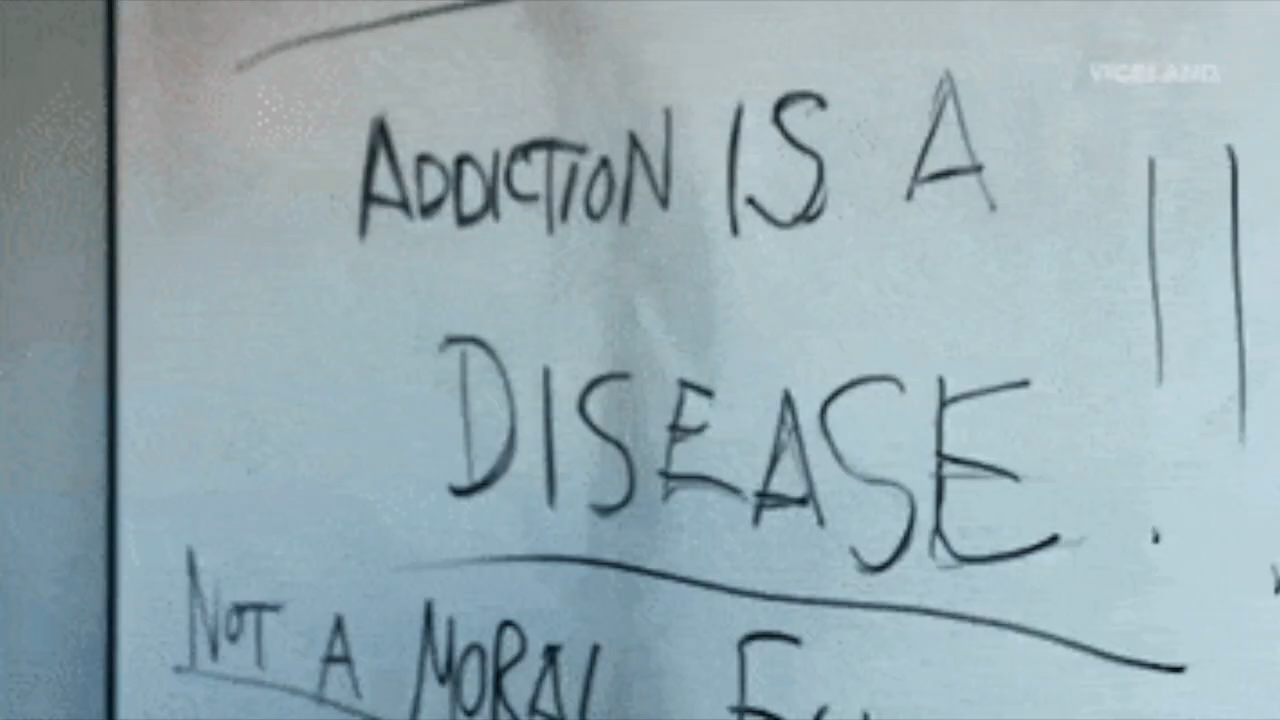 VICELAND
ADDICTION IS A !!
DISEASE.
NOT A MORAL